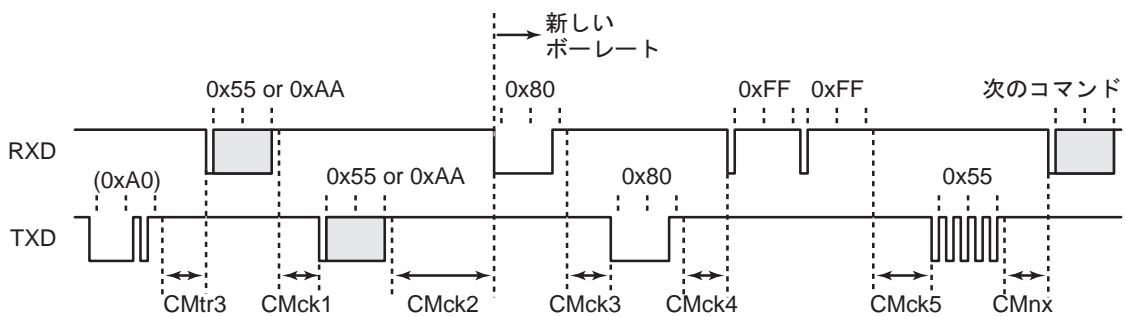 新しい
ボーレート
0x55 or 0xAA
0x80
0xFF
0xFF
次のコマンド
RXD
(0xA0)
0x55 or 0xAA
0x80
0x55
TXD
CMtr3
CMck1
CMck2
CMck3
CMck4
CMck5
CMnx